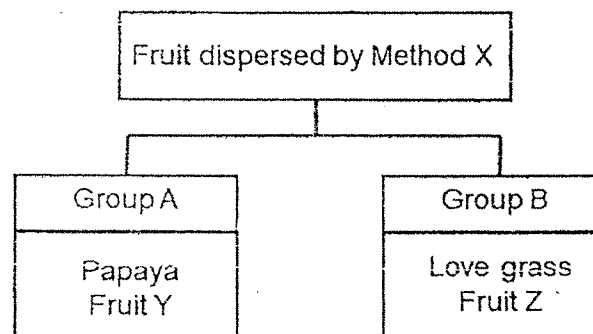 Fruit dispersed by Method X
Group A
Group B
Papaya
Fruit Y
Love grass
Fruit Z